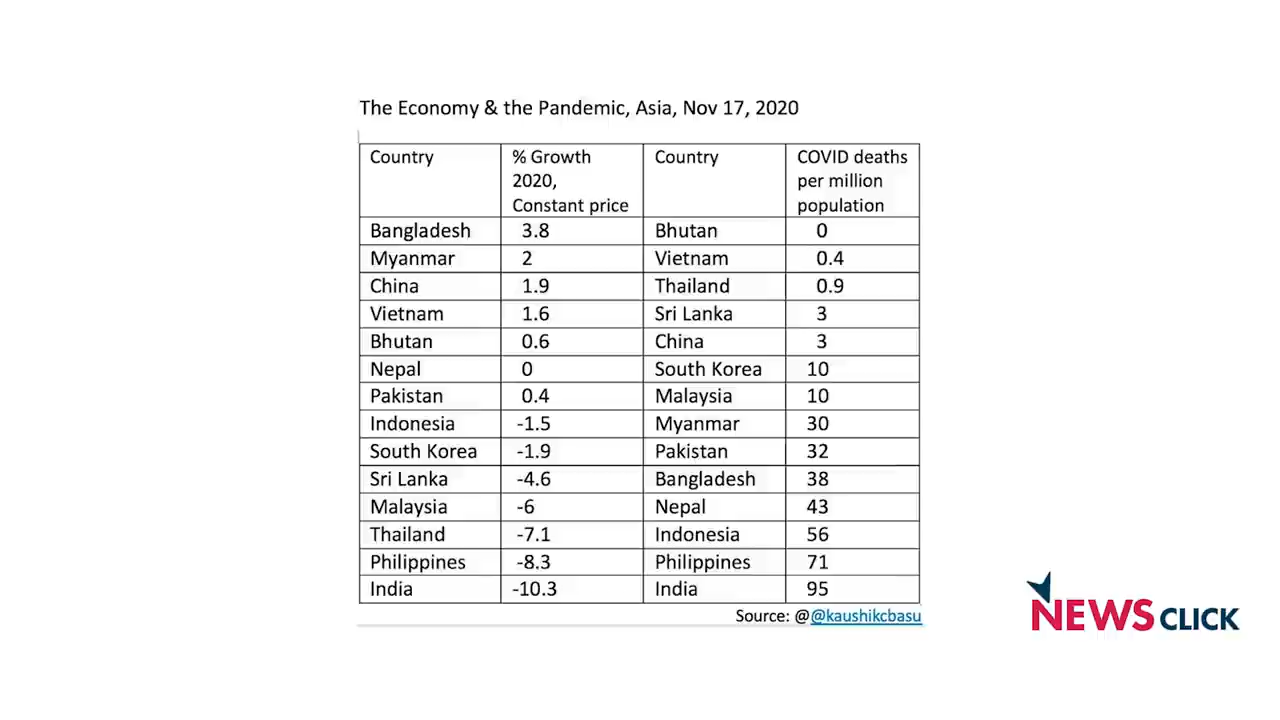 The Economy & the Pandemic, Asia, Nov 17, 2020
Country % Growth 2020, Constant price Country COVID deaths per million population
Bangladesh 3.8 Bhutan 0
Myanmar 2 Vietnam 0.4
China 1.9 Thailand 0.9
Vietnam 1.6 Sri Lanka 3
Bhutan 0.6 China 3
Nepal 0 South Korea 10
Pakistan 0.4 Malaysia 10
Indonesia -1.5 Myanmar 30
South Korea -1.9 Pakistan 32
Sri Lanka -4.6 Bangladesh 38
Malaysia -6 Nepal 43
Thailand -7.1 Indonesia 56
Philippines -8.3 Philippines 71
India -10.3 India 95
Source: @@kaushikcbasu
NEWSCLICK